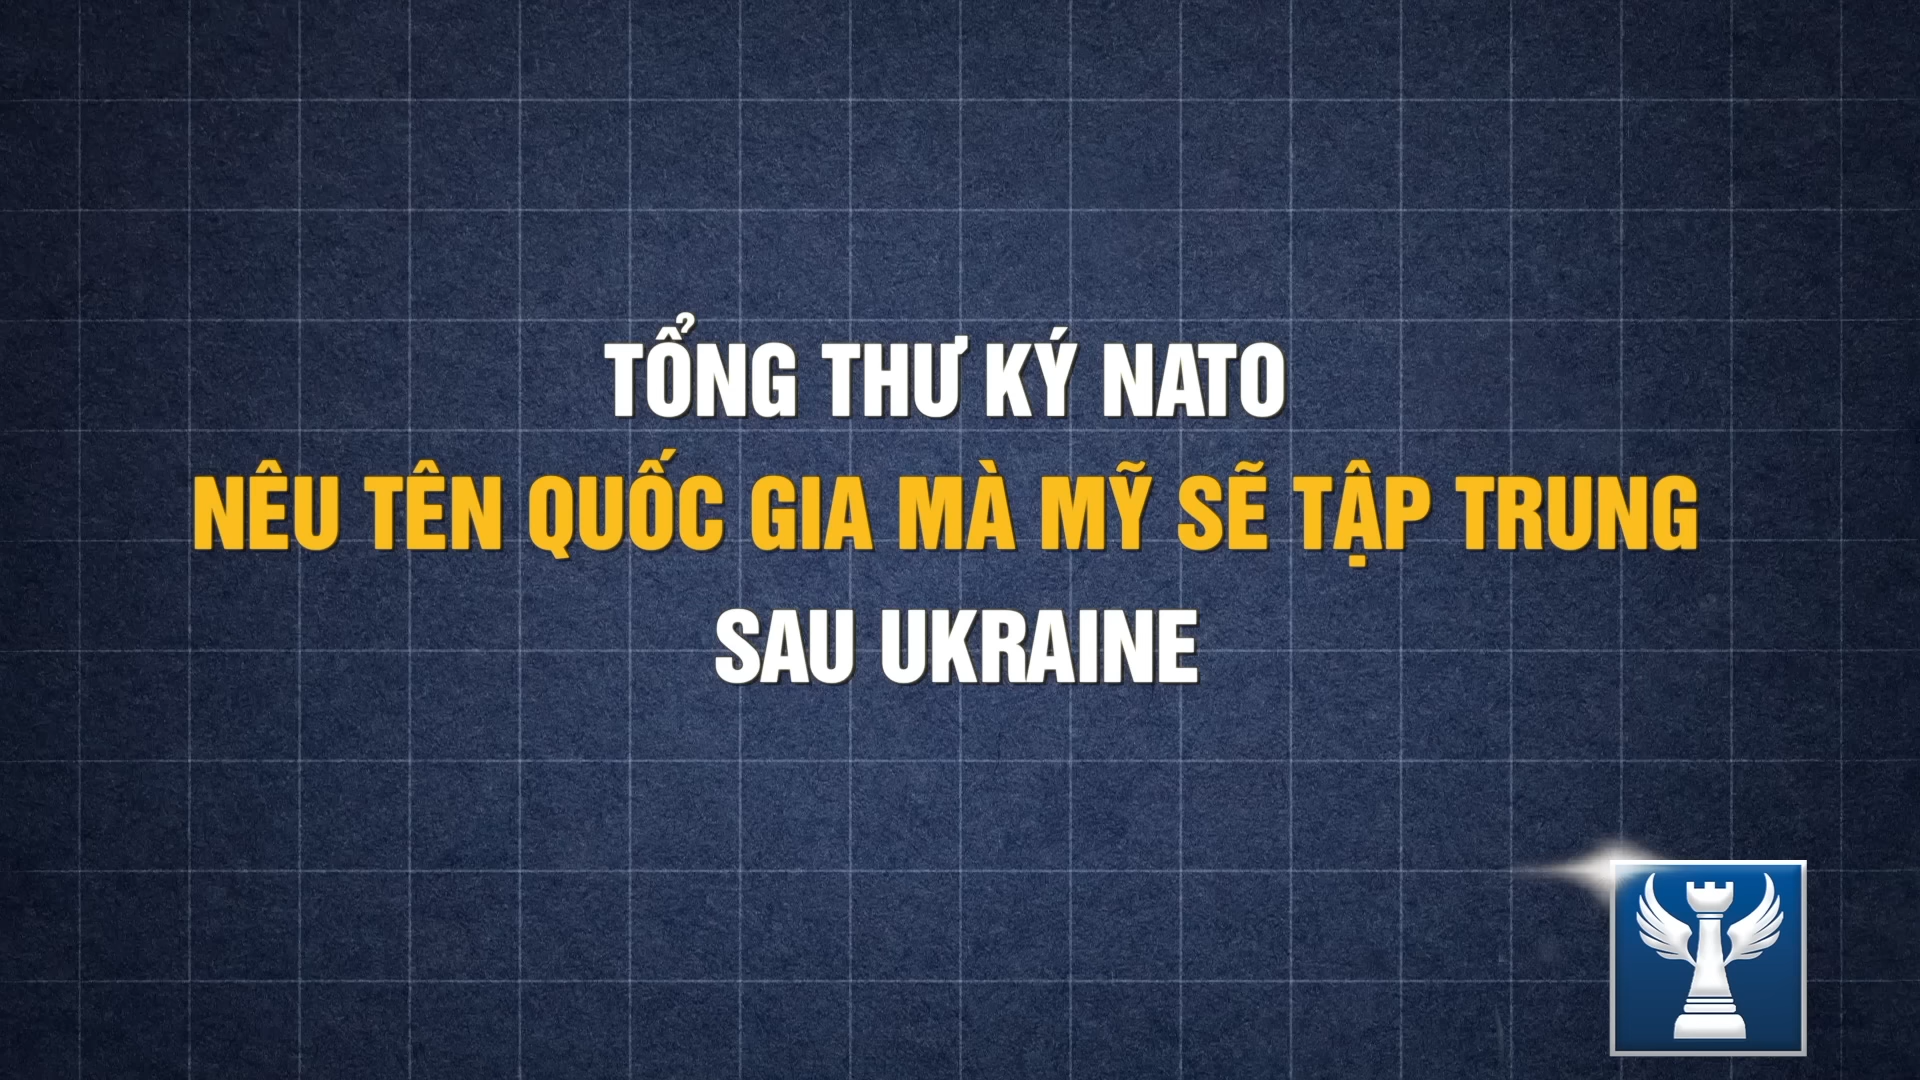 TỔNG THƯ KÝ NATO
NÊU TÊN QUỐC GIA MÀ MỸ SẼ TẬP TRUNG
SAU UKRAINE